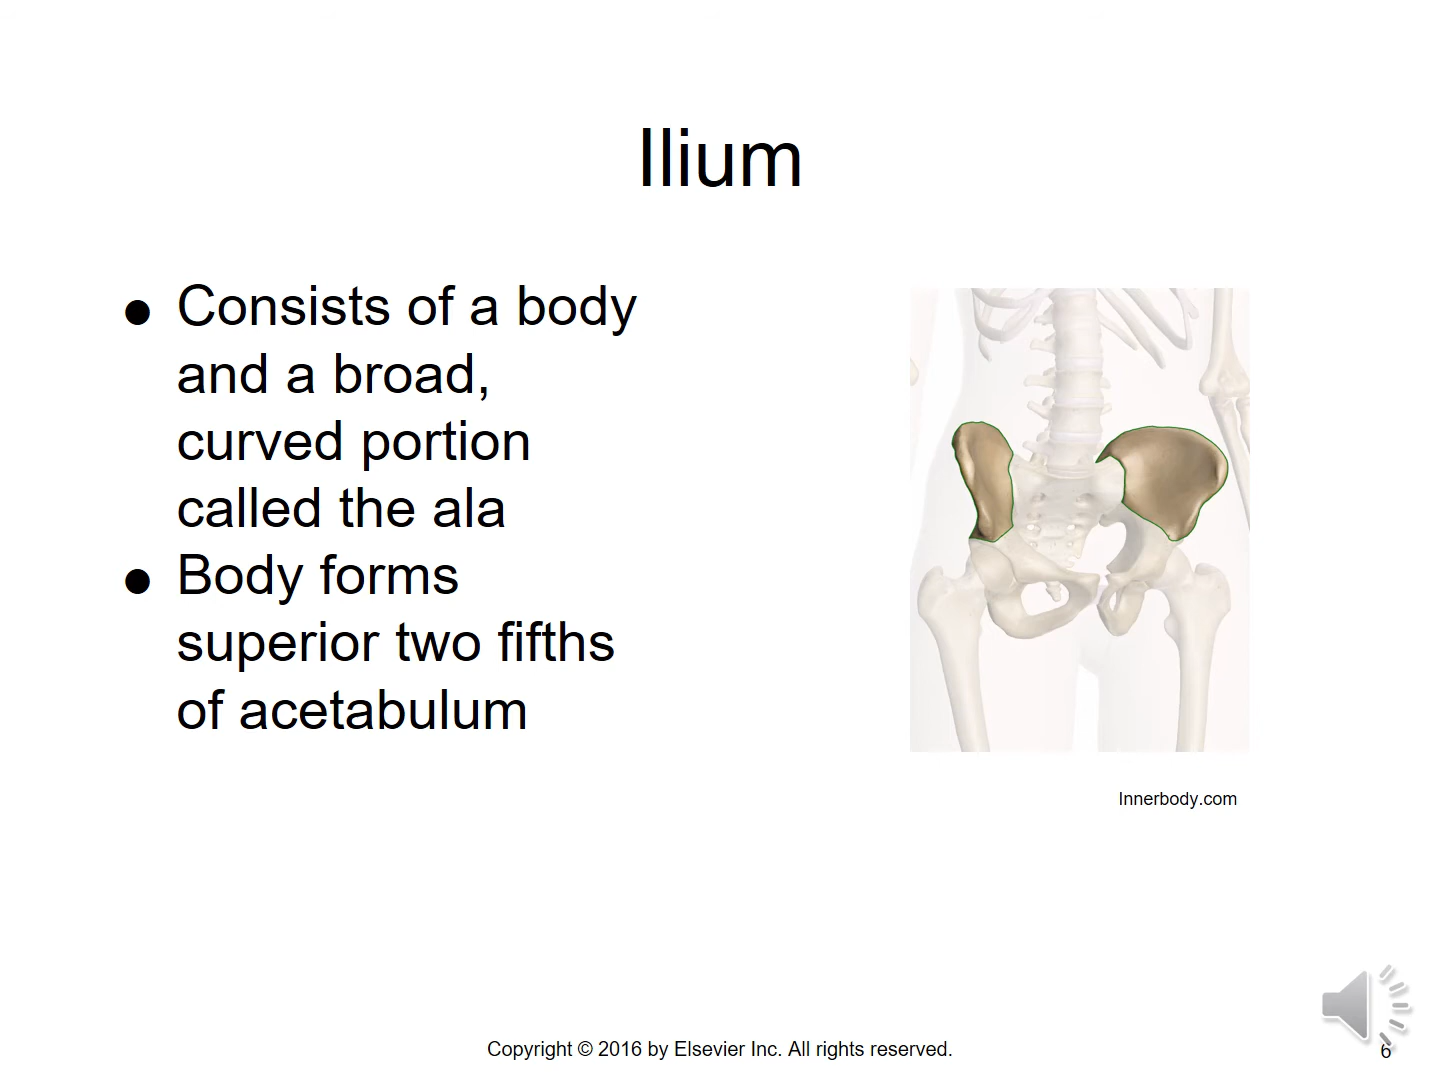 Ilium
● Consists of a body
and a broad,
curved portion
called the ala
● Body forms
superior two fifths
of acetabulum
Innerbody.com
Copyright © 2016 by Elsevier Inc. All rights reserved.
6